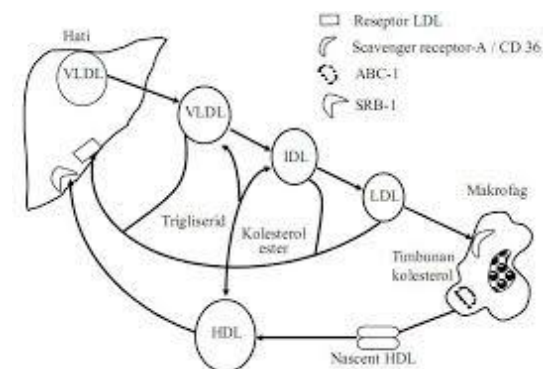 Hati
VLDL
Reseptor LDL
Scavenger receptor-A / CD 36
ABC-1
SRB-1
VLDL
IDL
LDL
Makrofag
Trigliserid
Kolesterol
ester
Timbunan
kolesterol
HDL
Nascent HDL